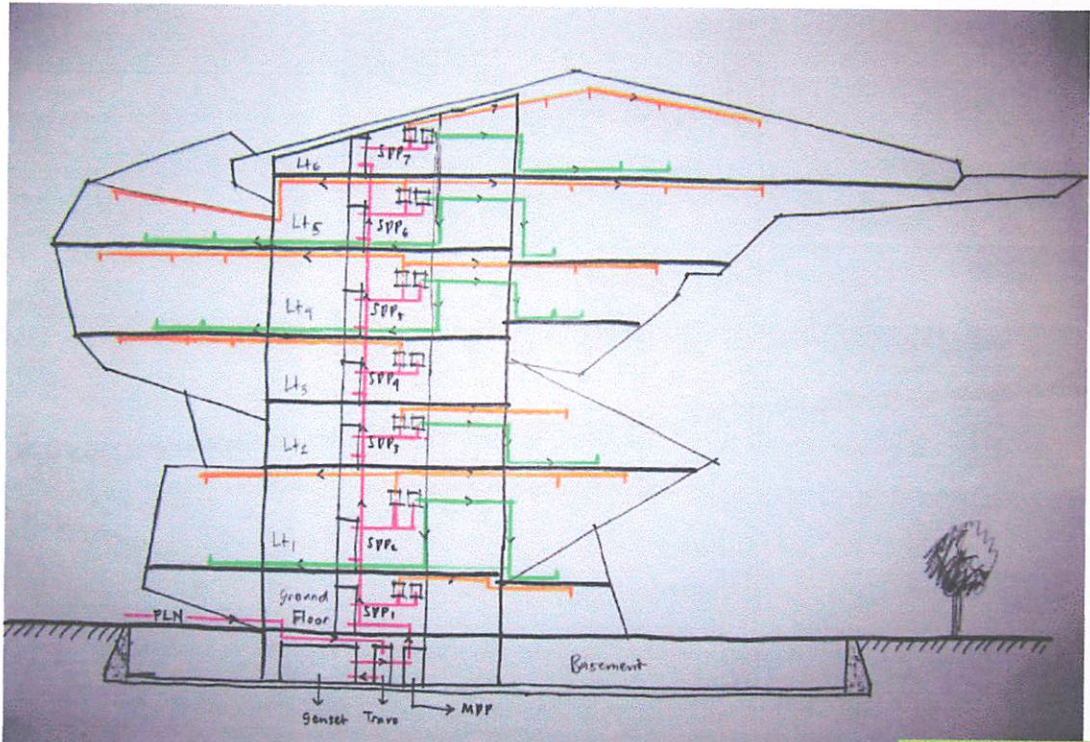 Lt6
SDP7
Lt5
SDP6
Lt4
SDP5
Lt3
SDP4
Lt2
SDP3
Lt1
SDP2
Ground
Floor
SDP1
PLN
Basement
Genset
Travo
MDP